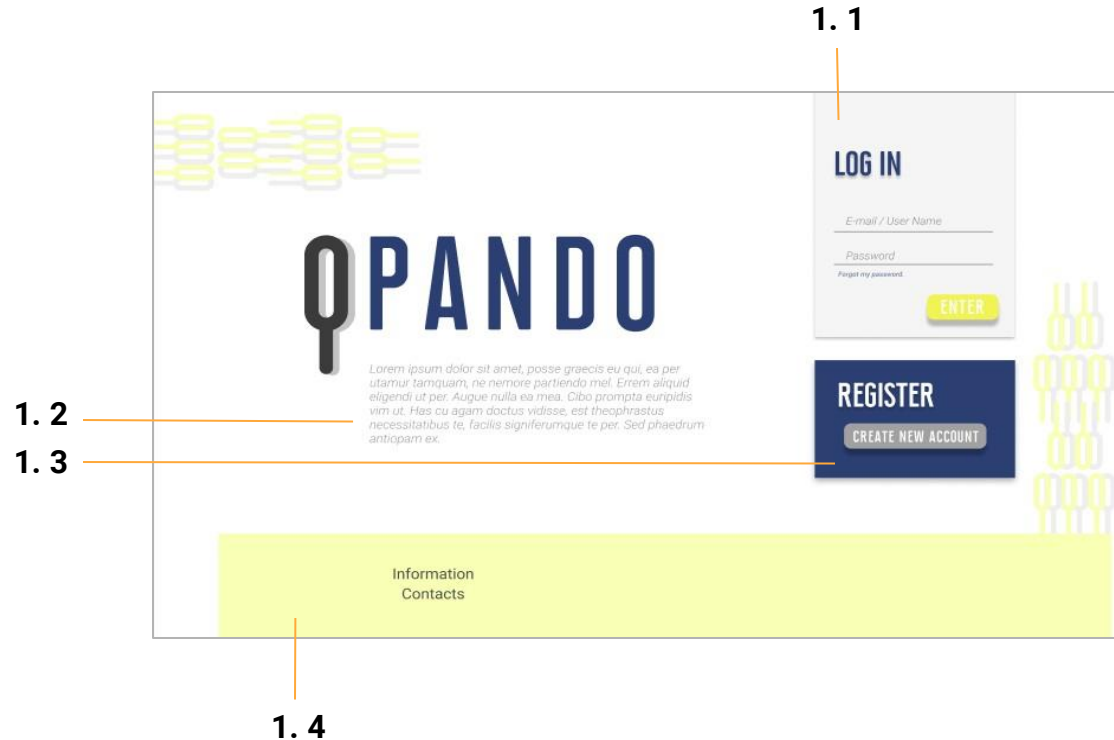 1. 1
LOG IN
E-mail / User Name
Password
Forgot my password.
ENTER
PANDO
Lorem ipsum dolor sit amet, posse graecis eu qui, ea per
utamur tamquam, ne nemore partiendo mel. Errem aliquid
eligendi ut per. Augue nulla ea mea. Cibo prompta euripidis
vim ut. Has cu agam doctus vidisse, est theophrastus
necessitatibus te, facilis signiferumque te per. Sed phaedrum
antiopam ex.
REGISTER
CREATE NEW ACCOUNT
1. 2
1. 3
Information
Contacts
1. 4